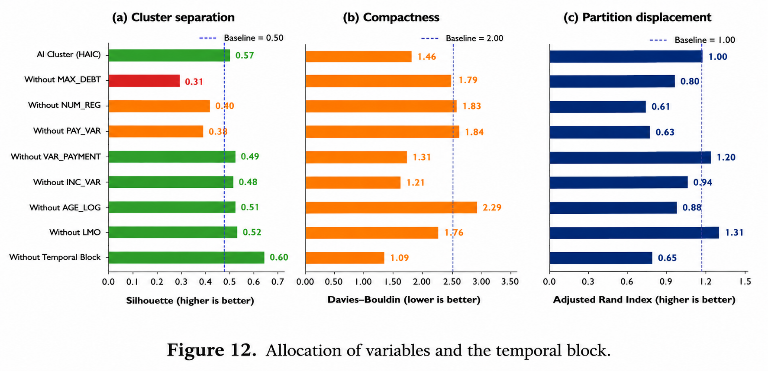 (a) Cluster separation
Baseline = 0.50
AI Cluster (HAIC)
0.57
Without MAX_DEBT
0.31
Without NUM_REG
0.40
Without PAY_VAR
0.38
Without VAR_PAYMENT
0.49
Without INC_VAR
0.48
Without AGE_LOG
0.51
Without LMO
0.52
Without Temporal Block
0.60
0.0 0.1 0.2 0.3 0.4 0.5 0.6 0.7
Silhouette (higher is better)
(b) Compactness
Baseline = 2.00
1.46
1.79
1.83
1.84
1.31
1.21
2.29
1.76
1.09
0.00 0.50 1.00 1.50 2.00 2.50 3.00 3.50
Davies–Bouldin (lower is better)
(c) Partition displacement
Baseline = 1.00
1.00
0.80
0.61
0.63
1.20
0.94
0.88
1.31
0.65
0.0 0.3 0.6 0.9 1.2 1.5
Adjusted Rand Index (higher is better)
Figure 12. Allocation of variables and the temporal block.